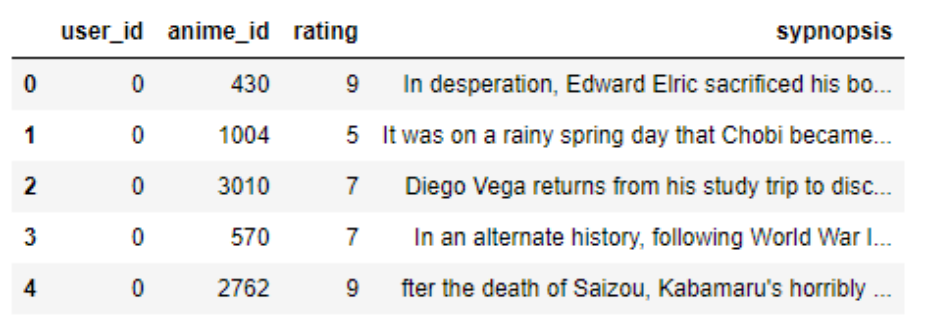 user_id anime_id rating sypnopsis
0 0 430 9 In desperation, Edward Elric sacrificed his bo...
1 0 1004 5 It was on a rainy spring day that Chobi became...
2 0 3010 7 Diego Vega returns from his study trip to disc...
3 0 570 7 In an alternate history, following World War I...
4 0 2762 9 fter the death of Saizou, Kabamaru's horribly ...